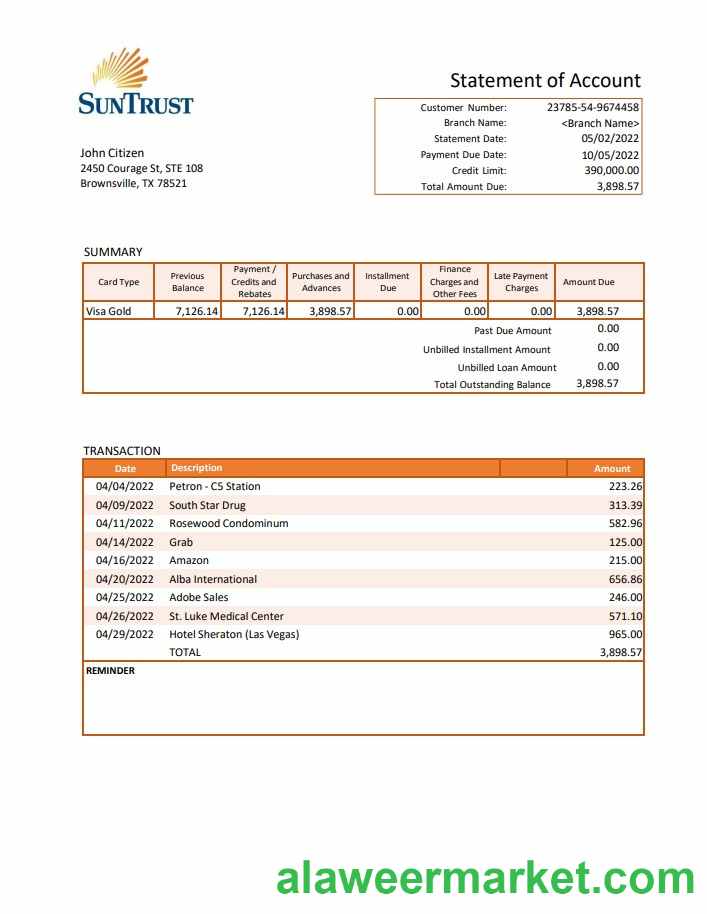 SUNTRUST
Statement of Account
Customer Number: 23785-54-9674458
Branch Name: <Branch Name>
Statement Date: 05/02/2022
Payment Due Date: 10/05/2022
Credit Limit: 390,000.00
Total Amount Due: 3,898.57
John Citizen
2450 Courage St, STE 108
Brownsville, TX 78521
SUMMARY
Card Type | Previous Balance | Payment / Credits and Rebates | Purchases and Advances | Installment Due | Finance Charges and Other Fees | Late Payment Charges | Amount Due
Visa Gold 7,126.14 7,126.14 3,898.57 0.00 0.00 0.00 3,898.57
Past Due Amount 0.00
Unbilled Installment Amount 0.00
Unbilled Loan Amount 0.00
Total Outstanding Balance 3,898.57
TRANSACTION
Date Description Amount
04/04/2022 Petron - C5 Station 223.26
04/09/2022 South Star Drug 313.39
04/11/2022 Rosewood Condominum 582.96
04/14/2022 Grab 125.00
04/16/2022 Amazon 215.00
04/20/2022 Alba International 656.86
04/25/2022 Adobe Sales 246.00
04/26/2022 St. Luke Medical Center 571.10
04/29/2022 Hotel Sheraton (Las Vegas) 965.00
TOTAL 3,898.57
REMINDER
alaweermarket.com